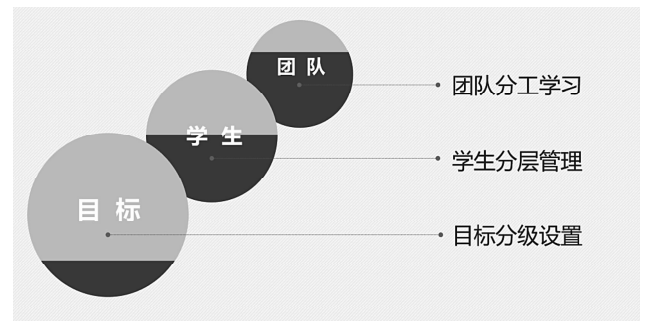 团队
团队分工学习
学生
学生分层管理
目标
目标分级设置